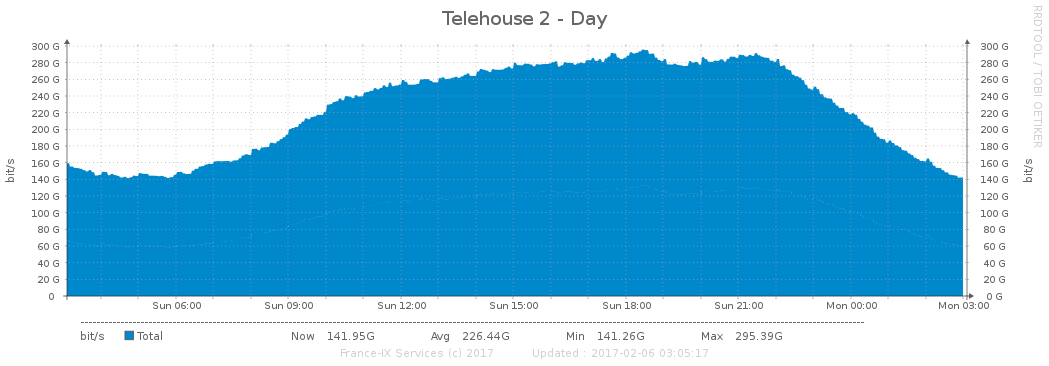 Telehouse 2 - Day
RRDTOOL / TOBI OETIKER
bit/s
300 G 300 G
280 G 280 G
260 G 260 G
240 G 240 G
220 G 220 G
200 G 200 G
180 G 180 G
160 G 160 G
140 G 140 G
120 G 120 G
100 G 100 G
80 G 80 G
60 G 60 G
40 G 40 G
20 G 20 G
0 0 G
bit/s
Sun 06:00 Sun 09:00 Sun 12:00 Sun 15:00 Sun 18:00 Sun 21:00 Mon 00:00 Mon 03:00
bit/s Total Now 141.95G Avg 226.44G Min 141.26G Max 295.39G
France-IX Services (c) 2017 Updated : 2017-02-06 03:05:17